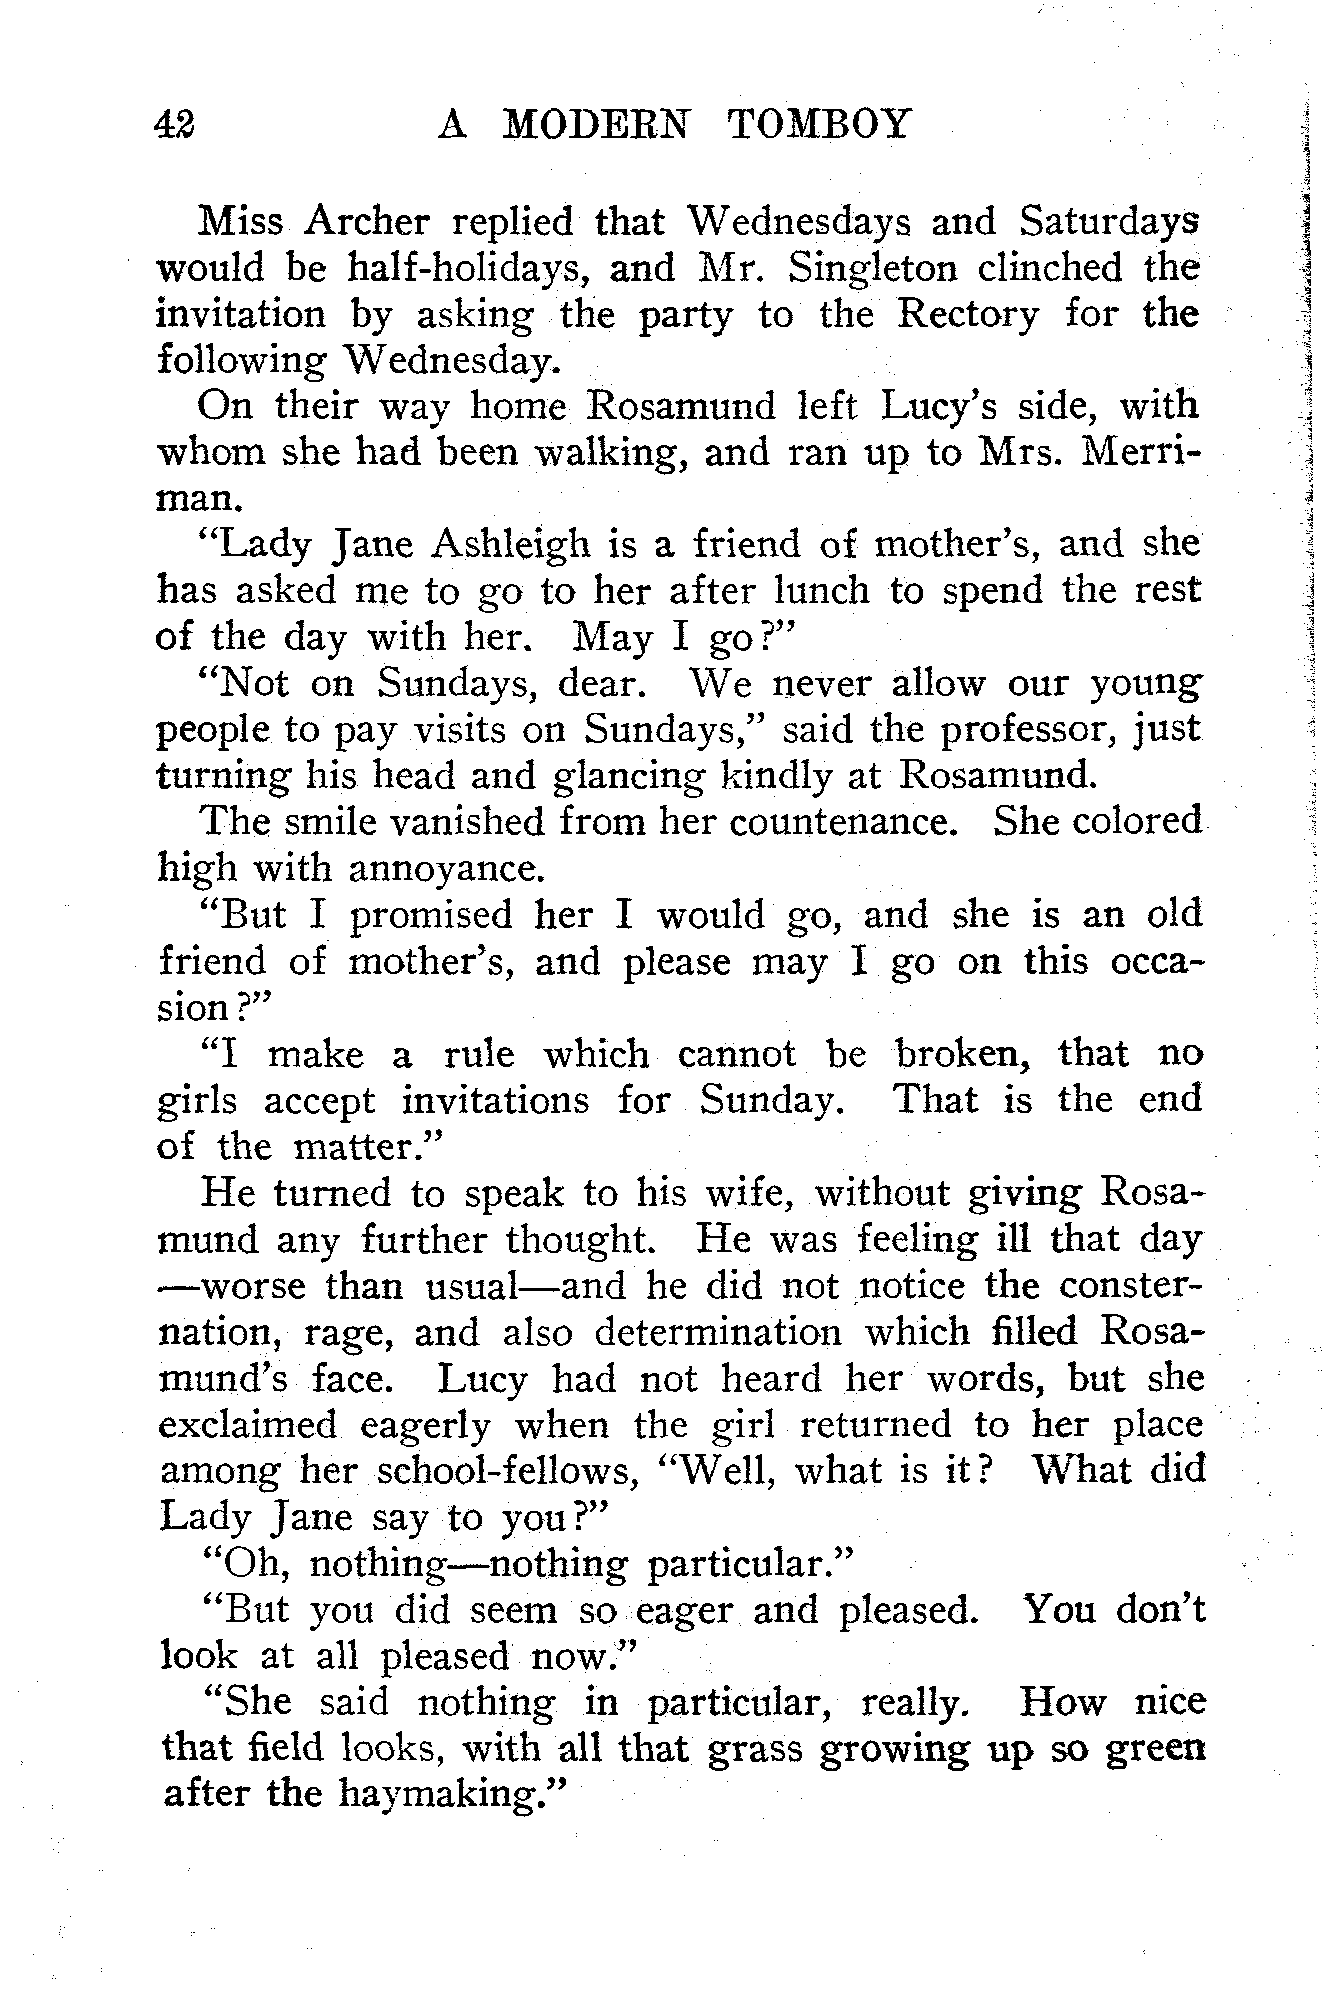 42 A MODERN TOMBOY
Miss Archer replied that Wednesdays and Saturdays
would be half-holidays, and Mr. Singleton clinched the
invitation by asking the party to the Rectory for the
following Wednesday.
On their way home Rosamund left Lucy's side, with
whom she had been walking, and ran up to Mrs. Merri-
man.
“Lady Jane Ashleigh is a friend of mother's, and she
has asked me to go to her after lunch to spend the rest
of the day with her. May I go?”
“Not on Sundays, dear. We never allow our young
people to pay visits on Sundays,” said the professor, just
turning his head and glancing kindly at Rosamund.
The smile vanished from her countenance. She colored
high with annoyance.
“But I promised her I would go, and she is an old
friend of mother's, and please may I go on this occa-
sion?”
“I make a rule which cannot be broken, that no
girls accept invitations for Sunday. That is the end
of the matter.”
He turned to speak to his wife, without giving Rosa-
mund any further thought. He was feeling ill that day
—worse than usual—and he did not notice the conster-
nation, rage, and also determination which filled Rosa-
mund's face. Lucy had not heard her words, but she
exclaimed eagerly when the girl returned to her place
among her school-fellows, “Well, what is it? What did
Lady Jane say to you?”
“Oh, nothing—nothing particular.”
“But you did seem so eager and pleased. You don't
look at all pleased now.”
“She said nothing in particular, really. How nice
that field looks, with all that grass growing up so green
after the haymaking.”